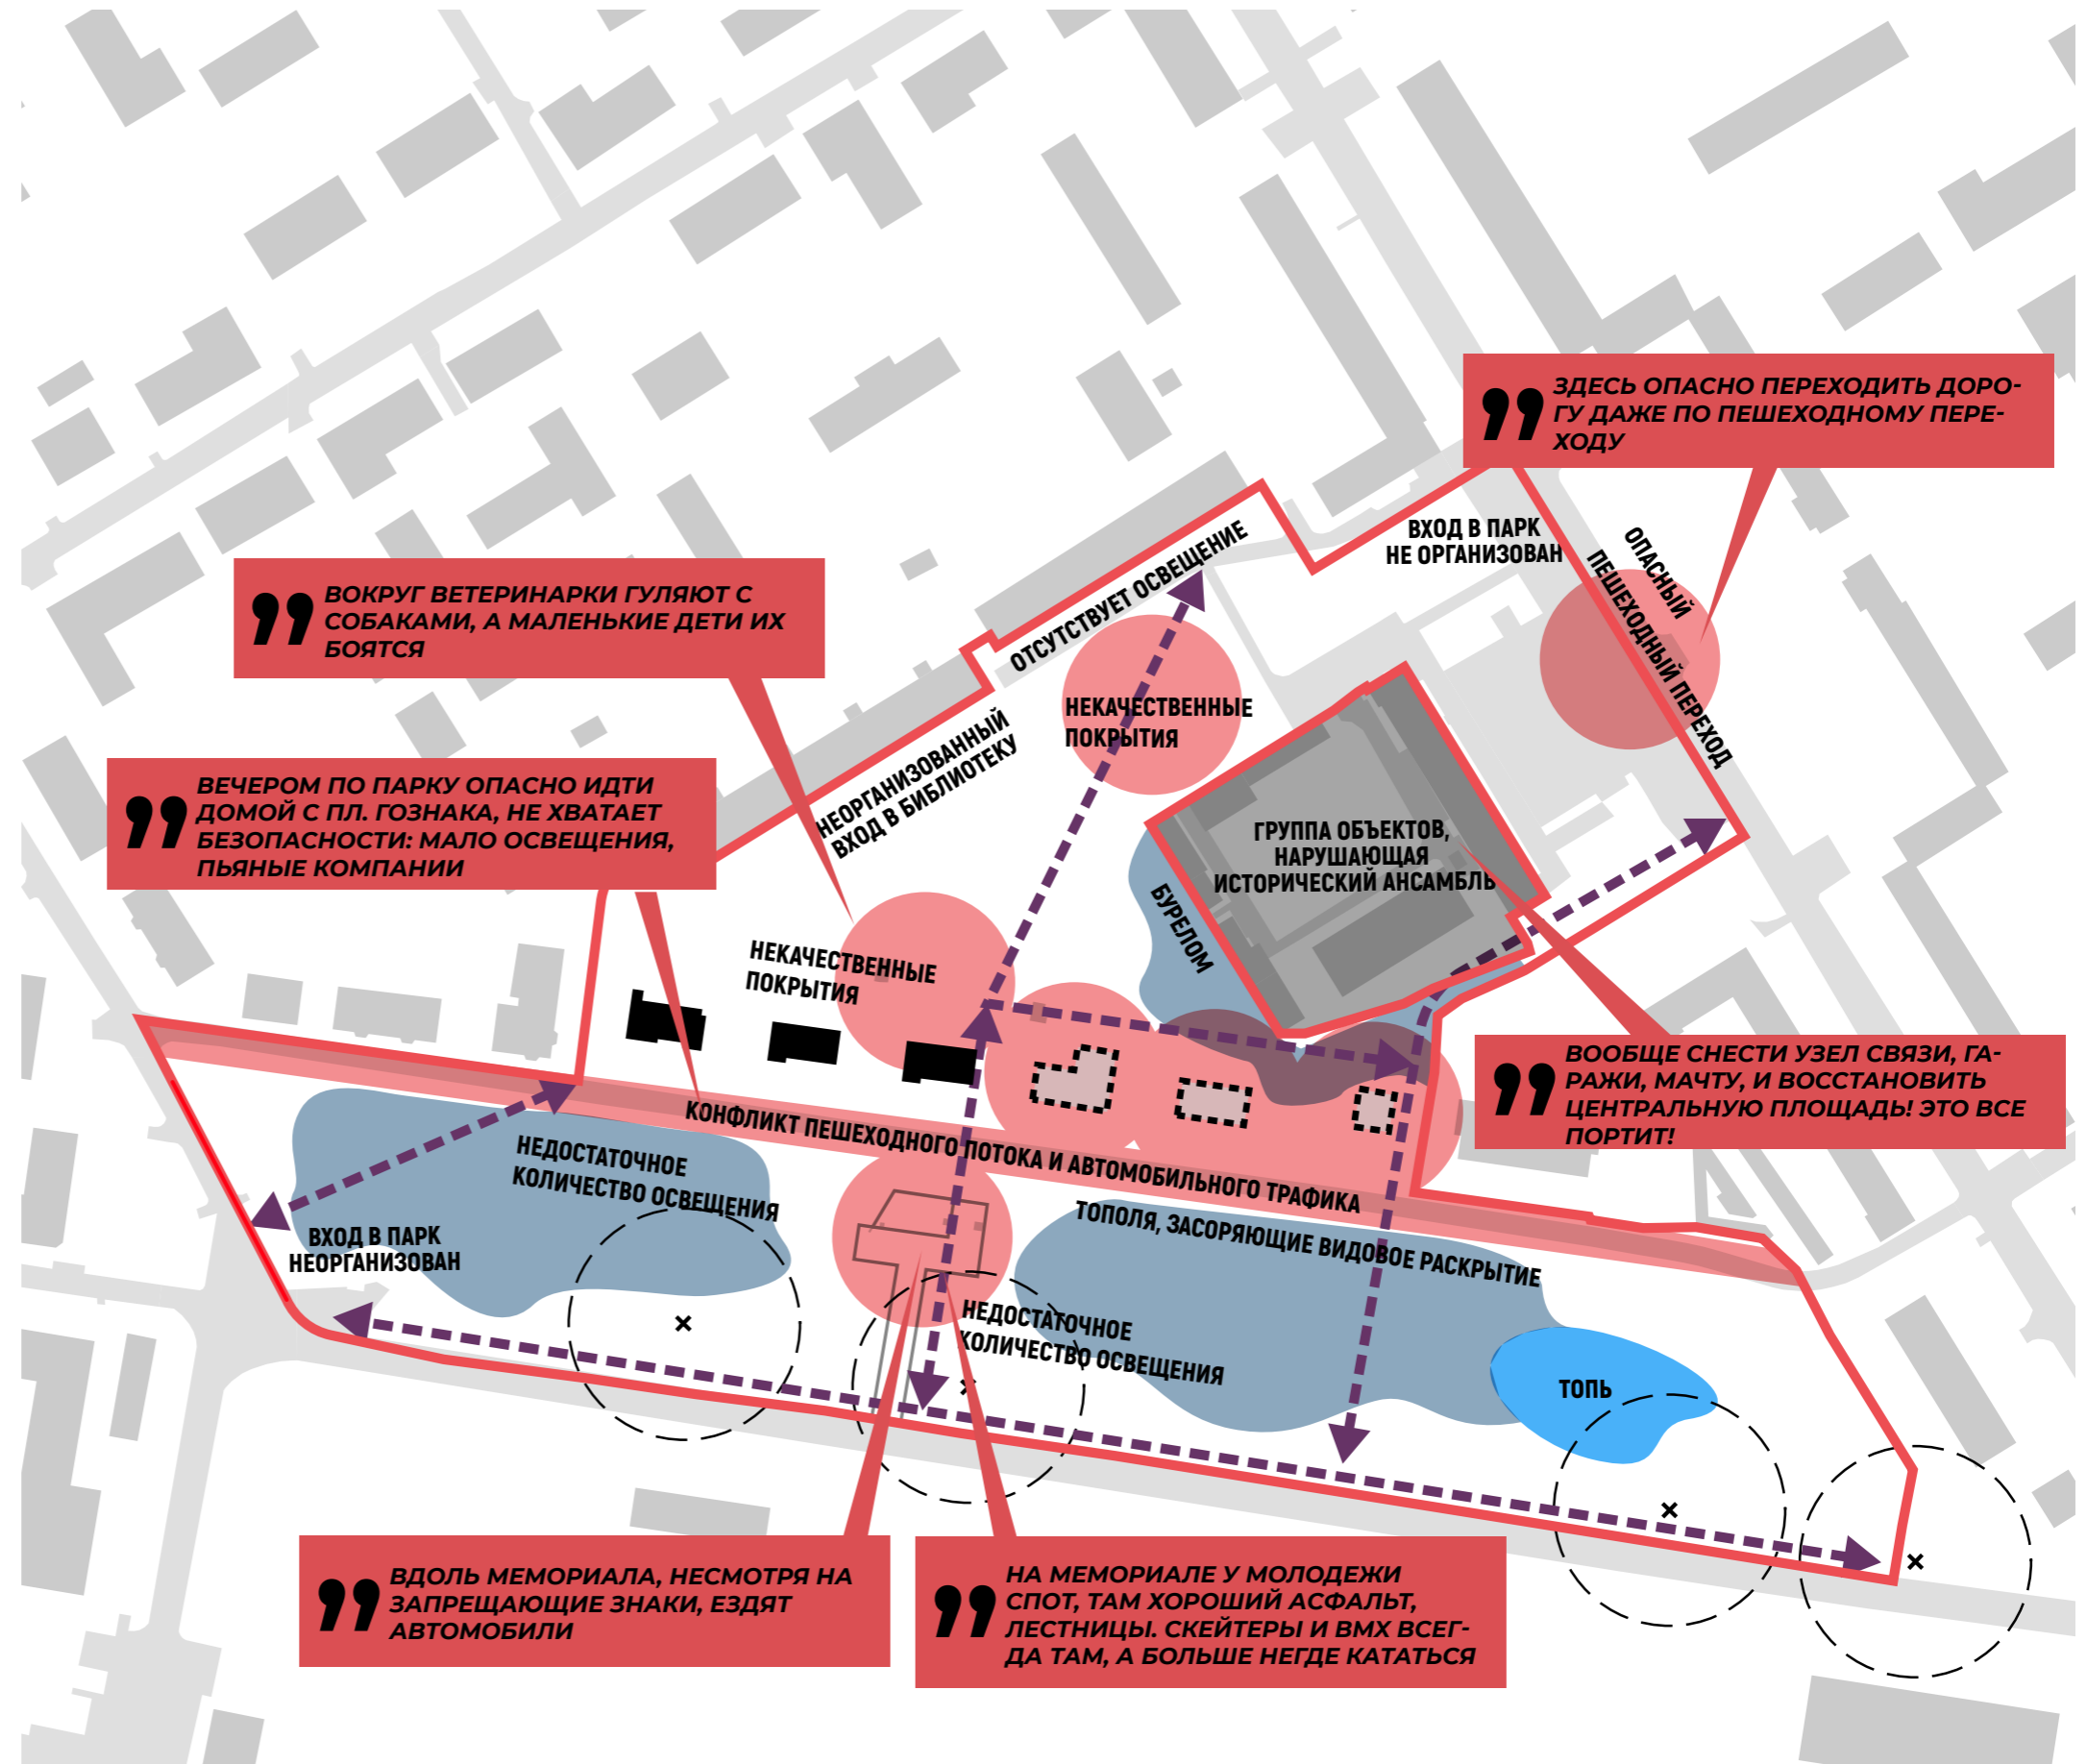 ЗДЕСЬ ОПАСНО ПЕРЕХОДИТЬ ДОРО-
ГУ ДАЖЕ ПО ПЕШЕХОДНОМУ ПЕРЕ-
ХОДУ
ВХОД В ПАРК
НЕ ОРГАНИЗОВАН
ОПАСНЫЙ
ПЕШЕХОДНЫЙ ПЕРЕХОД
ОТСУТСТВУЕТ ОСВЕЩЕНИЕ
ВОКРУГ ВЕТЕРИНАРКИ ГУЛЯЮТ С
СОБАКАМИ, А МАЛЕНЬКИЕ ДЕТИ ИХ
БОЯТСЯ
НЕКАЧЕСТВЕННЫЕ
ПОКРЫТИЯ
НЕОРГАНИЗОВАННЫЙ
ВХОД В БИБЛИОТЕКУ
ВЕЧЕРОМ ПО ПАРКУ ОПАСНО ИДТИ
ДОМОЙ С ПЛ. ГОЗНАКА, НЕ ХВАТАЕТ
БЕЗОПАСНОСТИ: МАЛО ОСВЕЩЕНИЯ,
ПЬЯНЫЕ КОМПАНИИ
ГРУППА ОБЪЕКТОВ,
НАРУШАЮЩАЯ
ИСТОРИЧЕСКИЙ АНСАМБЛЬ
БУРЕЛОМ
НЕКАЧЕСТВЕННЫЕ
ПОКРЫТИЯ
ВООБЩЕ СНЕСТИ УЗЕЛ СВЯЗИ, ГА-
РАЖИ, МАЧТУ, И ВОССТАНОВИТЬ
ЦЕНТРАЛЬНУЮ ПЛОЩАДЬ! ЭТО ВСЕ
ПОРТИТ!
КОНФЛИКТ ПЕШЕХОДНОГО ПОТОКА И АВТОМОБИЛЬНОГО ТРАФИКА
НЕДОСТАТОЧНОЕ
КОЛИЧЕСТВО ОСВЕЩЕНИЯ
ТОПОЛЯ, ЗАСОРЯЮЩИЕ ВИДОВОЕ РАСКРЫТИЕ
ВХОД В ПАРК
НЕОРГАНИЗОВАН
НЕДОСТАТОЧНОЕ
КОЛИЧЕСТВО ОСВЕЩЕНИЯ
ТОПЬ
ВДОЛЬ МЕМОРИАЛА, НЕСМОТРЯ НА
ЗАПРЕЩАЮЩИЕ ЗНАКИ, ЕЗДЯТ
АВТОМОБИЛИ
НА МЕМОРИАЛЕ У МОЛОДЕЖИ
СПОТ, ТАМ ХОРОШИЙ АСФАЛЬТ,
ЛЕСТНИЦЫ. СКЕЙТЕРЫ И BMX ВСЕГ-
ДА ТАМ, А БОЛЬШЕ НЕГДЕ КАТАТЬСЯ